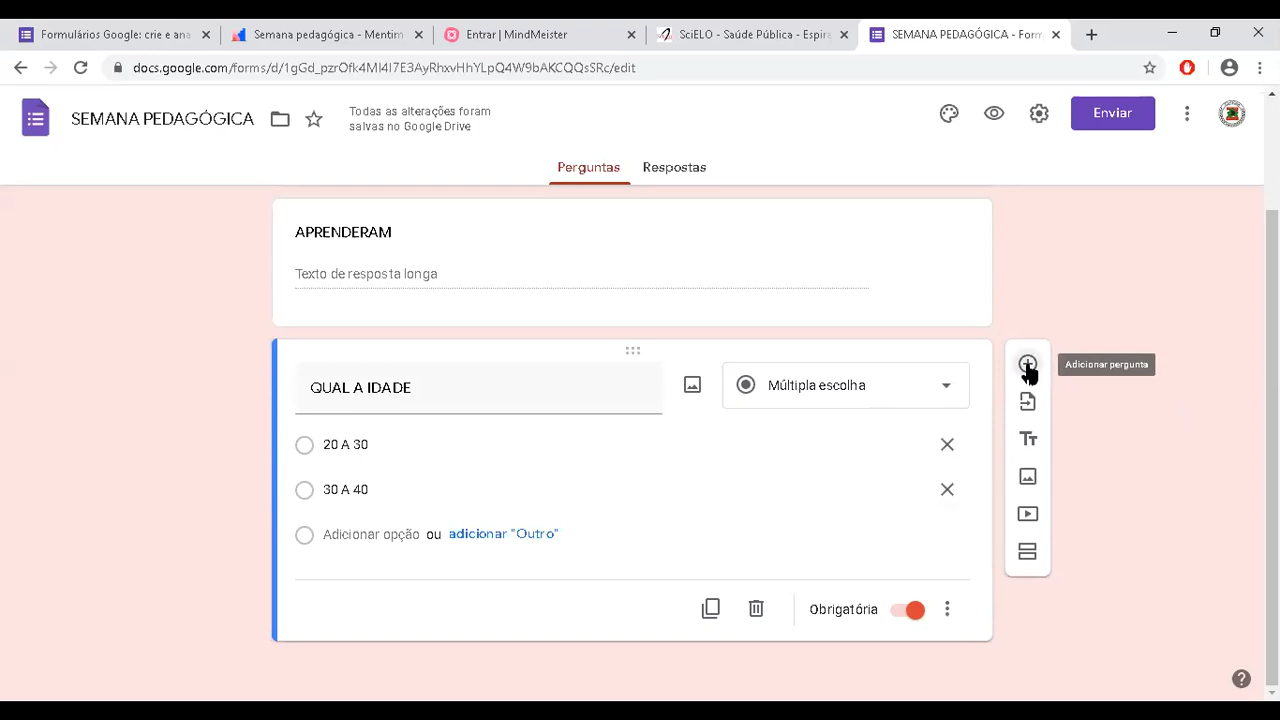 Formulários Google: crie e ana
Semana pedagógica - Mentim
Entrar | MindMeister
SciELO - Saúde Pública - Espira
SEMANA PEDAGÓGICA - Form
docs.google.com/forms/d/1gGd_pzrOfk4Ml4I7E3AyRhxvHhYLpQ4W9bAKCQQsSRc/edit
SEMANA PEDAGÓGICA
Todas as alterações foram
salvas no Google Drive
Enviar
Perguntas
Respostas
APRENDERAM
Texto de resposta longa
QUAL A IDADE
Múltipla escolha
Adicionar pergunta
20 A 30
30 A 40
Adicionar opção ou adicionar "Outro"
Obrigatória